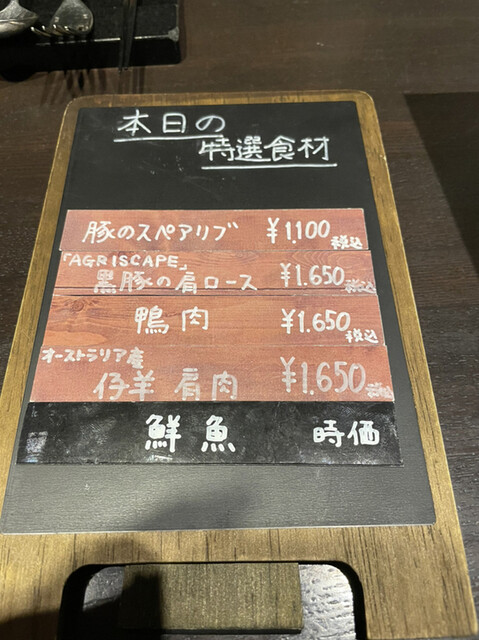 本日の
特選食材
豚のスペアリブ ¥1,100 税込
「AGRISCAPE」
黒豚の肩ロース ¥1,650 税込
鴨肉 ¥1,650 税込
オーストラリア産
仔羊 肩肉 ¥1,650 税込
鮮魚 時価